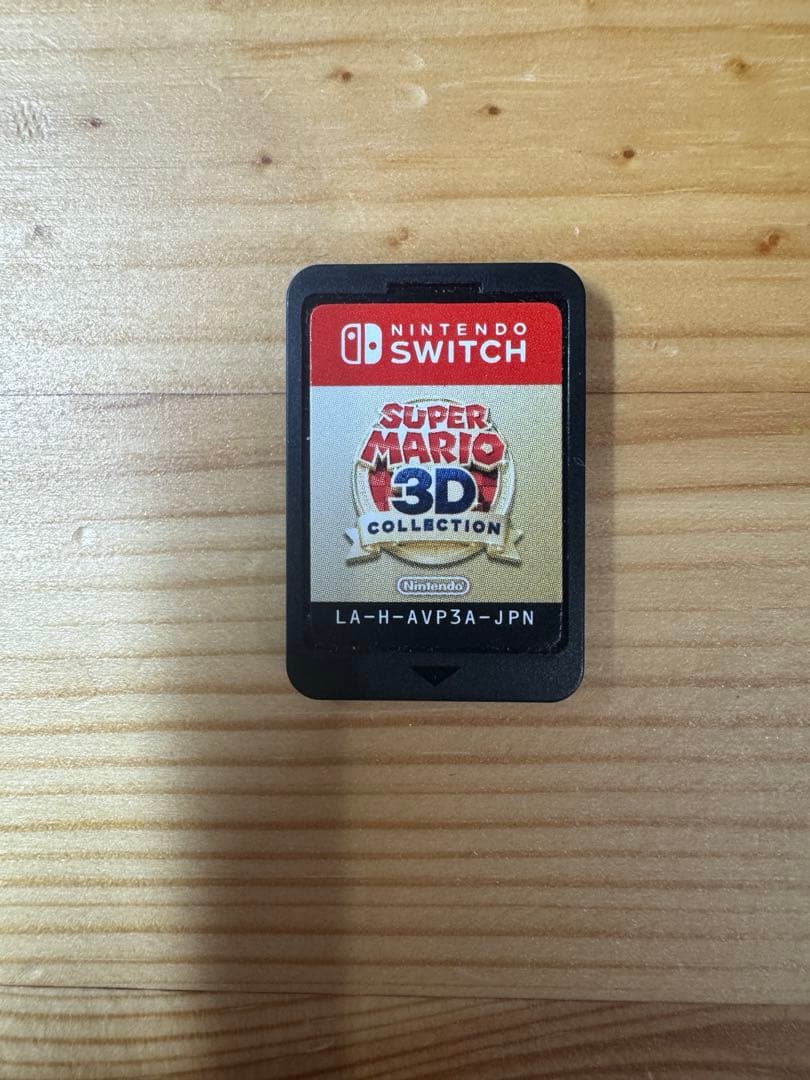 NINTENDO
SWITCH
SUPER
MARIO
3D
COLLECTION
Nintendo
LA-H-AVP3A-JPN